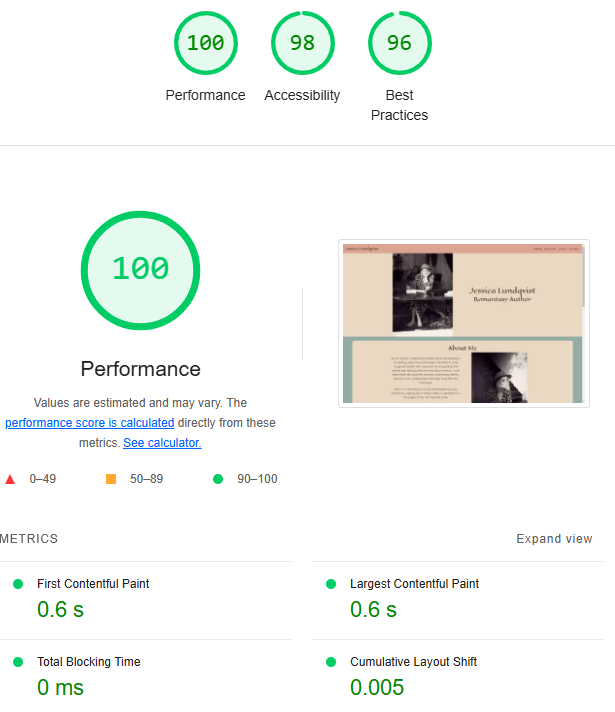 100
98
96
Performance
Accessibility
Best
Practices
100
Performance
Values are estimated and may vary. The
performance score is calculated directly from these
metrics. See calculator.
0–49
50–89
90–100
Jessica Lundqvist
Jessica Lundqvist
Romantasy Author
About Me
METRICS
Expand view
First Contentful Paint
0.6 s
Largest Contentful Paint
0.6 s
Total Blocking Time
0 ms
Cumulative Layout Shift
0.005